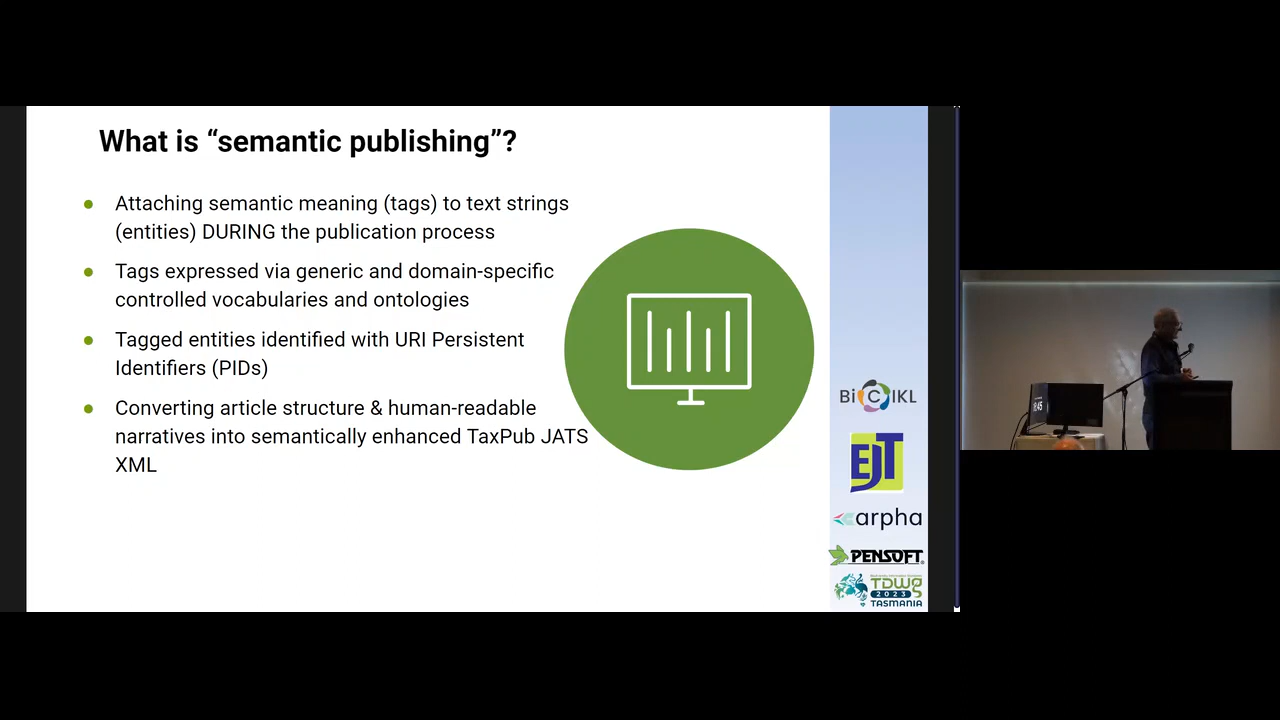 What is “semantic publishing”?
● Attaching semantic meaning (tags) to text strings
(entities) DURING the publication process
● Tags expressed via generic and domain-specific
controlled vocabularies and ontologies
● Tagged entities identified with URI Persistent
Identifiers (PIDs)
● Converting article structure & human-readable
narratives into semantically enhanced TaxPub JATS
XML
BiCIKL
EJT
arpha
PENSOFT
TDWG
2023
TASMANIA